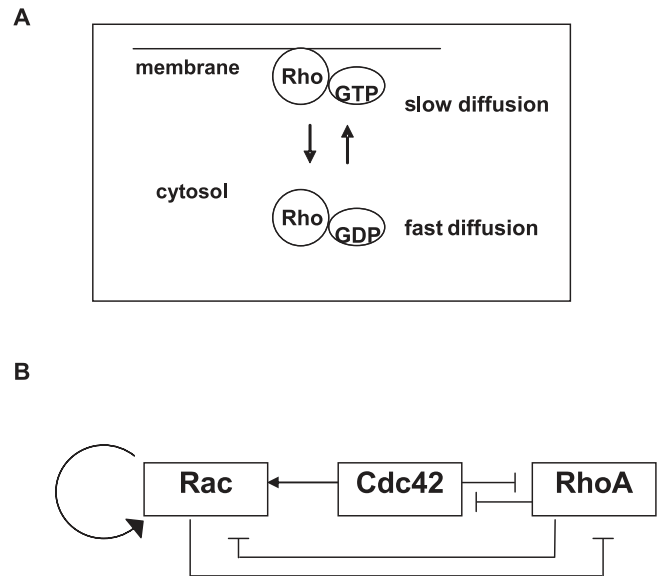 A
membrane
Rho
GTP
slow diffusion
cytosol
Rho
GDP
fast diffusion
B
Rac
Cdc42
RhoA